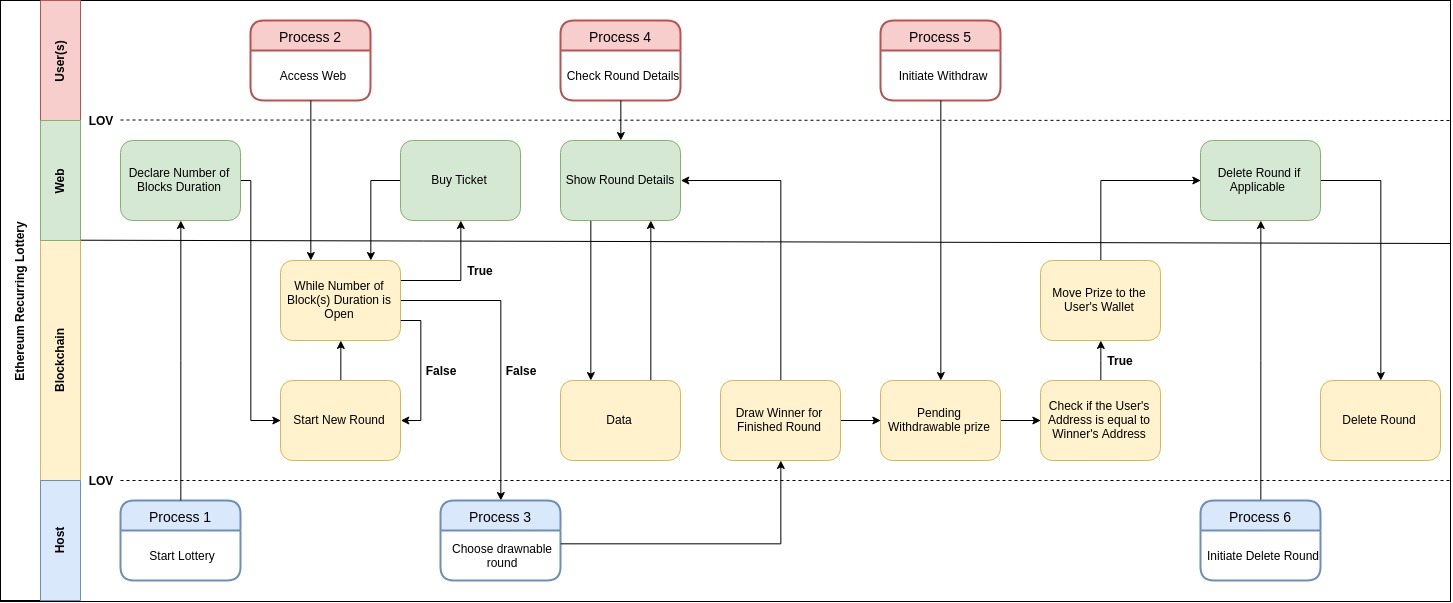 Ethereum Recurring Lottery
User(s)
Process 2
Access Web
Process 4
Check Round Details
Process 5
Initiate Withdraw
LOV
Web
Declare Number of
Blocks Duration
Buy Ticket
Show Round Details
Delete Round if
Applicable
Blockchain
While Number of
Block(s) Duration is
Open
True
False
False
Start New Round
Data
Draw Winner for
Finished Round
Pending
Withdrawable prize
Move Prize to the
User's Wallet
True
Check if the User's
Address is equal to
Winner's Address
Delete Round
LOV
Host
Process 1
Start Lottery
Process 3
Choose drawnable
round
Process 6
Initiate Delete Round